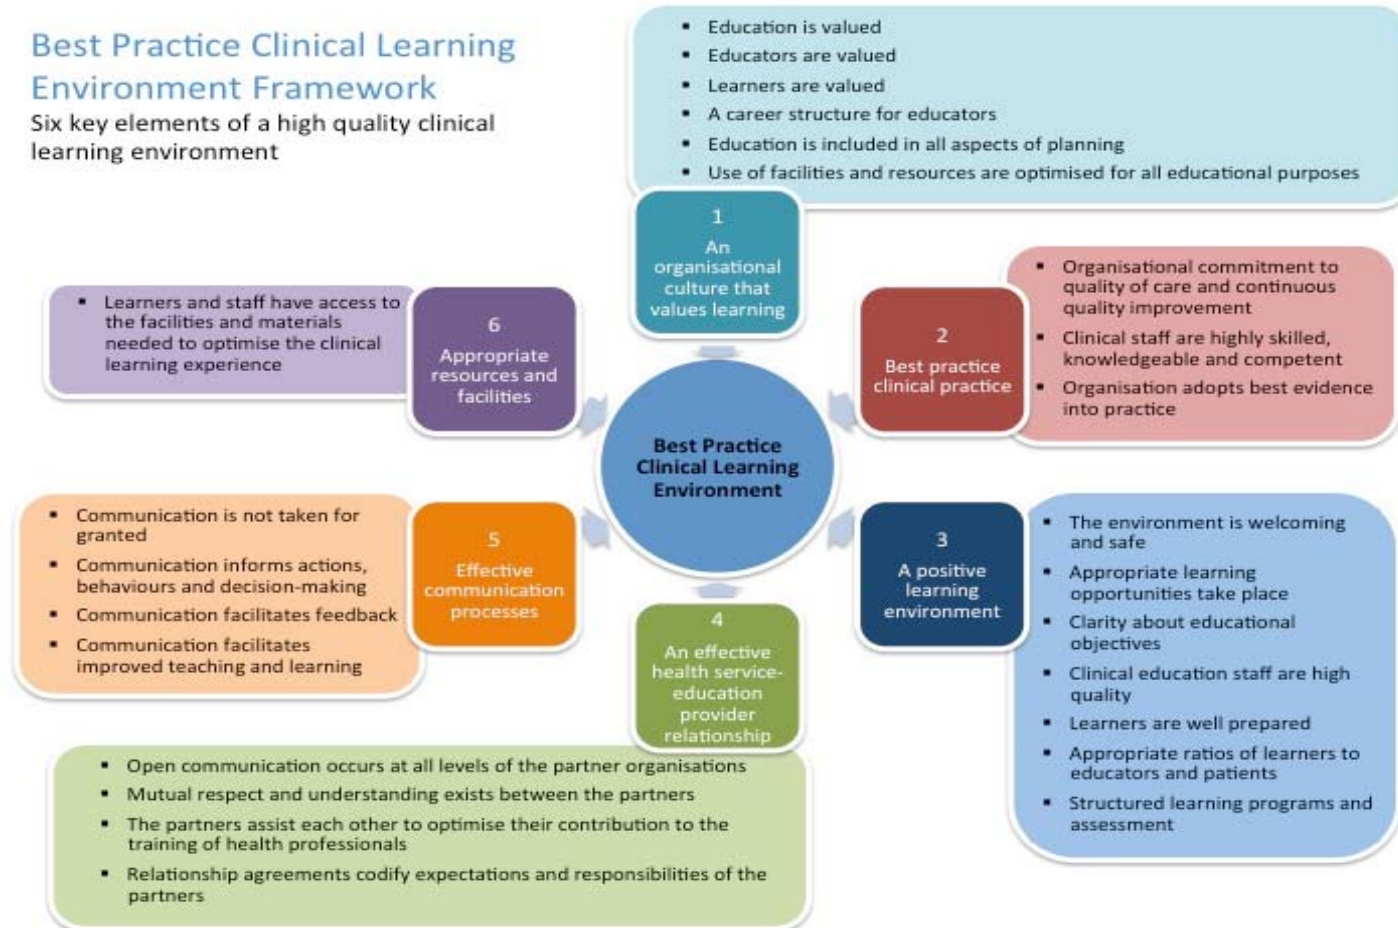 Best Practice Clinical Learning
Environment Framework
Six key elements of a high quality clinical
learning environment
▪ Education is valued
▪ Educators are valued
▪ Learners are valued
▪ A career structure for educators
▪ Education is included in all aspects of planning
▪ Use of facilities and resources are optimised for all educational purposes
1
An
organisational
culture that
values learning
▪ Organisational commitment to
quality of care and continuous
quality improvement
▪ Clinical staff are highly skilled,
knowledgeable and competent
▪ Organisation adopts best evidence
into practice
2
Best practice
clinical practice
▪ The environment is welcoming
and safe
▪ Appropriate learning
opportunities take place
▪ Clarity about educational
objectives
▪ Clinical education staff are high
quality
▪ Learners are well prepared
▪ Appropriate ratios of learners to
educators and patients
▪ Structured learning programs and
assessment
3
A positive
learning
environment
4
An effective
health service-
education
provider
relationship
▪ Open communication occurs at all levels of the partner organisations
▪ Mutual respect and understanding exists between the partners
▪ The partners assist each other to optimise their contribution to the
training of health professionals
▪ Relationship agreements codify expectations and responsibilities of the
partners
5
Effective
communication
processes
▪ Communication is not taken for
granted
▪ Communication informs actions,
behaviours and decision-making
▪ Communication facilitates feedback
▪ Communication facilitates
improved teaching and learning
6
Appropriate
resources and
facilities
▪ Learners and staff have access to
the facilities and materials
needed to optimise the clinical
learning experience
Best Practice
Clinical Learning
Environment